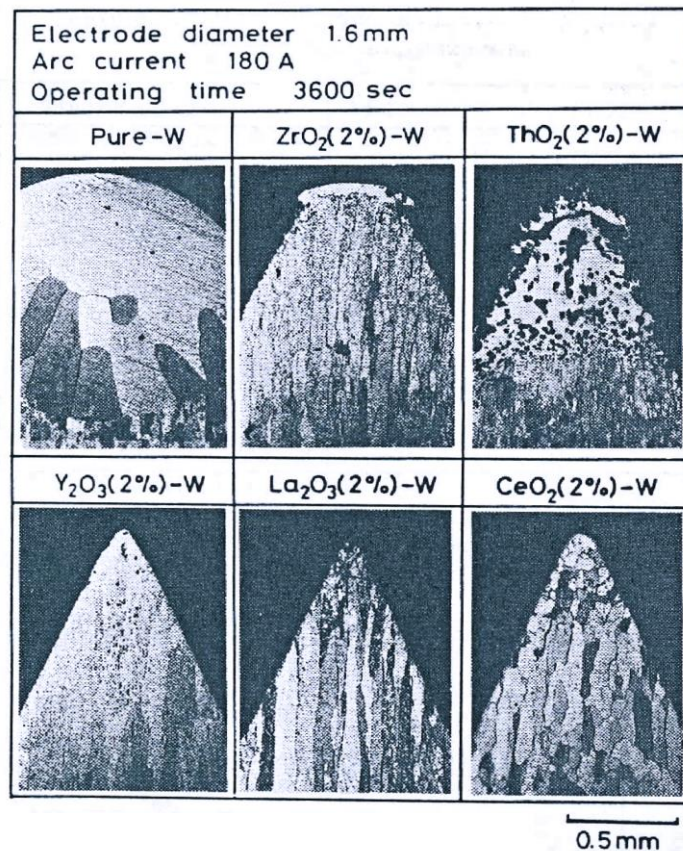 Electrode diameter 1.6mm
Arc current 180 A
Operating time 3600 sec
Pure-W ZrO₂(2%)-W ThO₂(2%)-W
Y₂O₃(2%)-W La₂O₃(2%)-W CeO₂(2%)-W
0.5mm